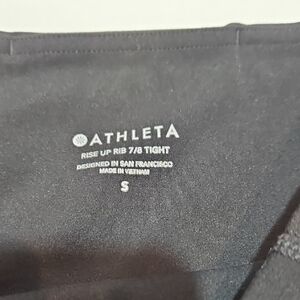 ATHLETA
RISE UP RIB 7/8 TIGHT
DESIGNED IN SAN FRANCISCO
MADE IN VIETNAM
S